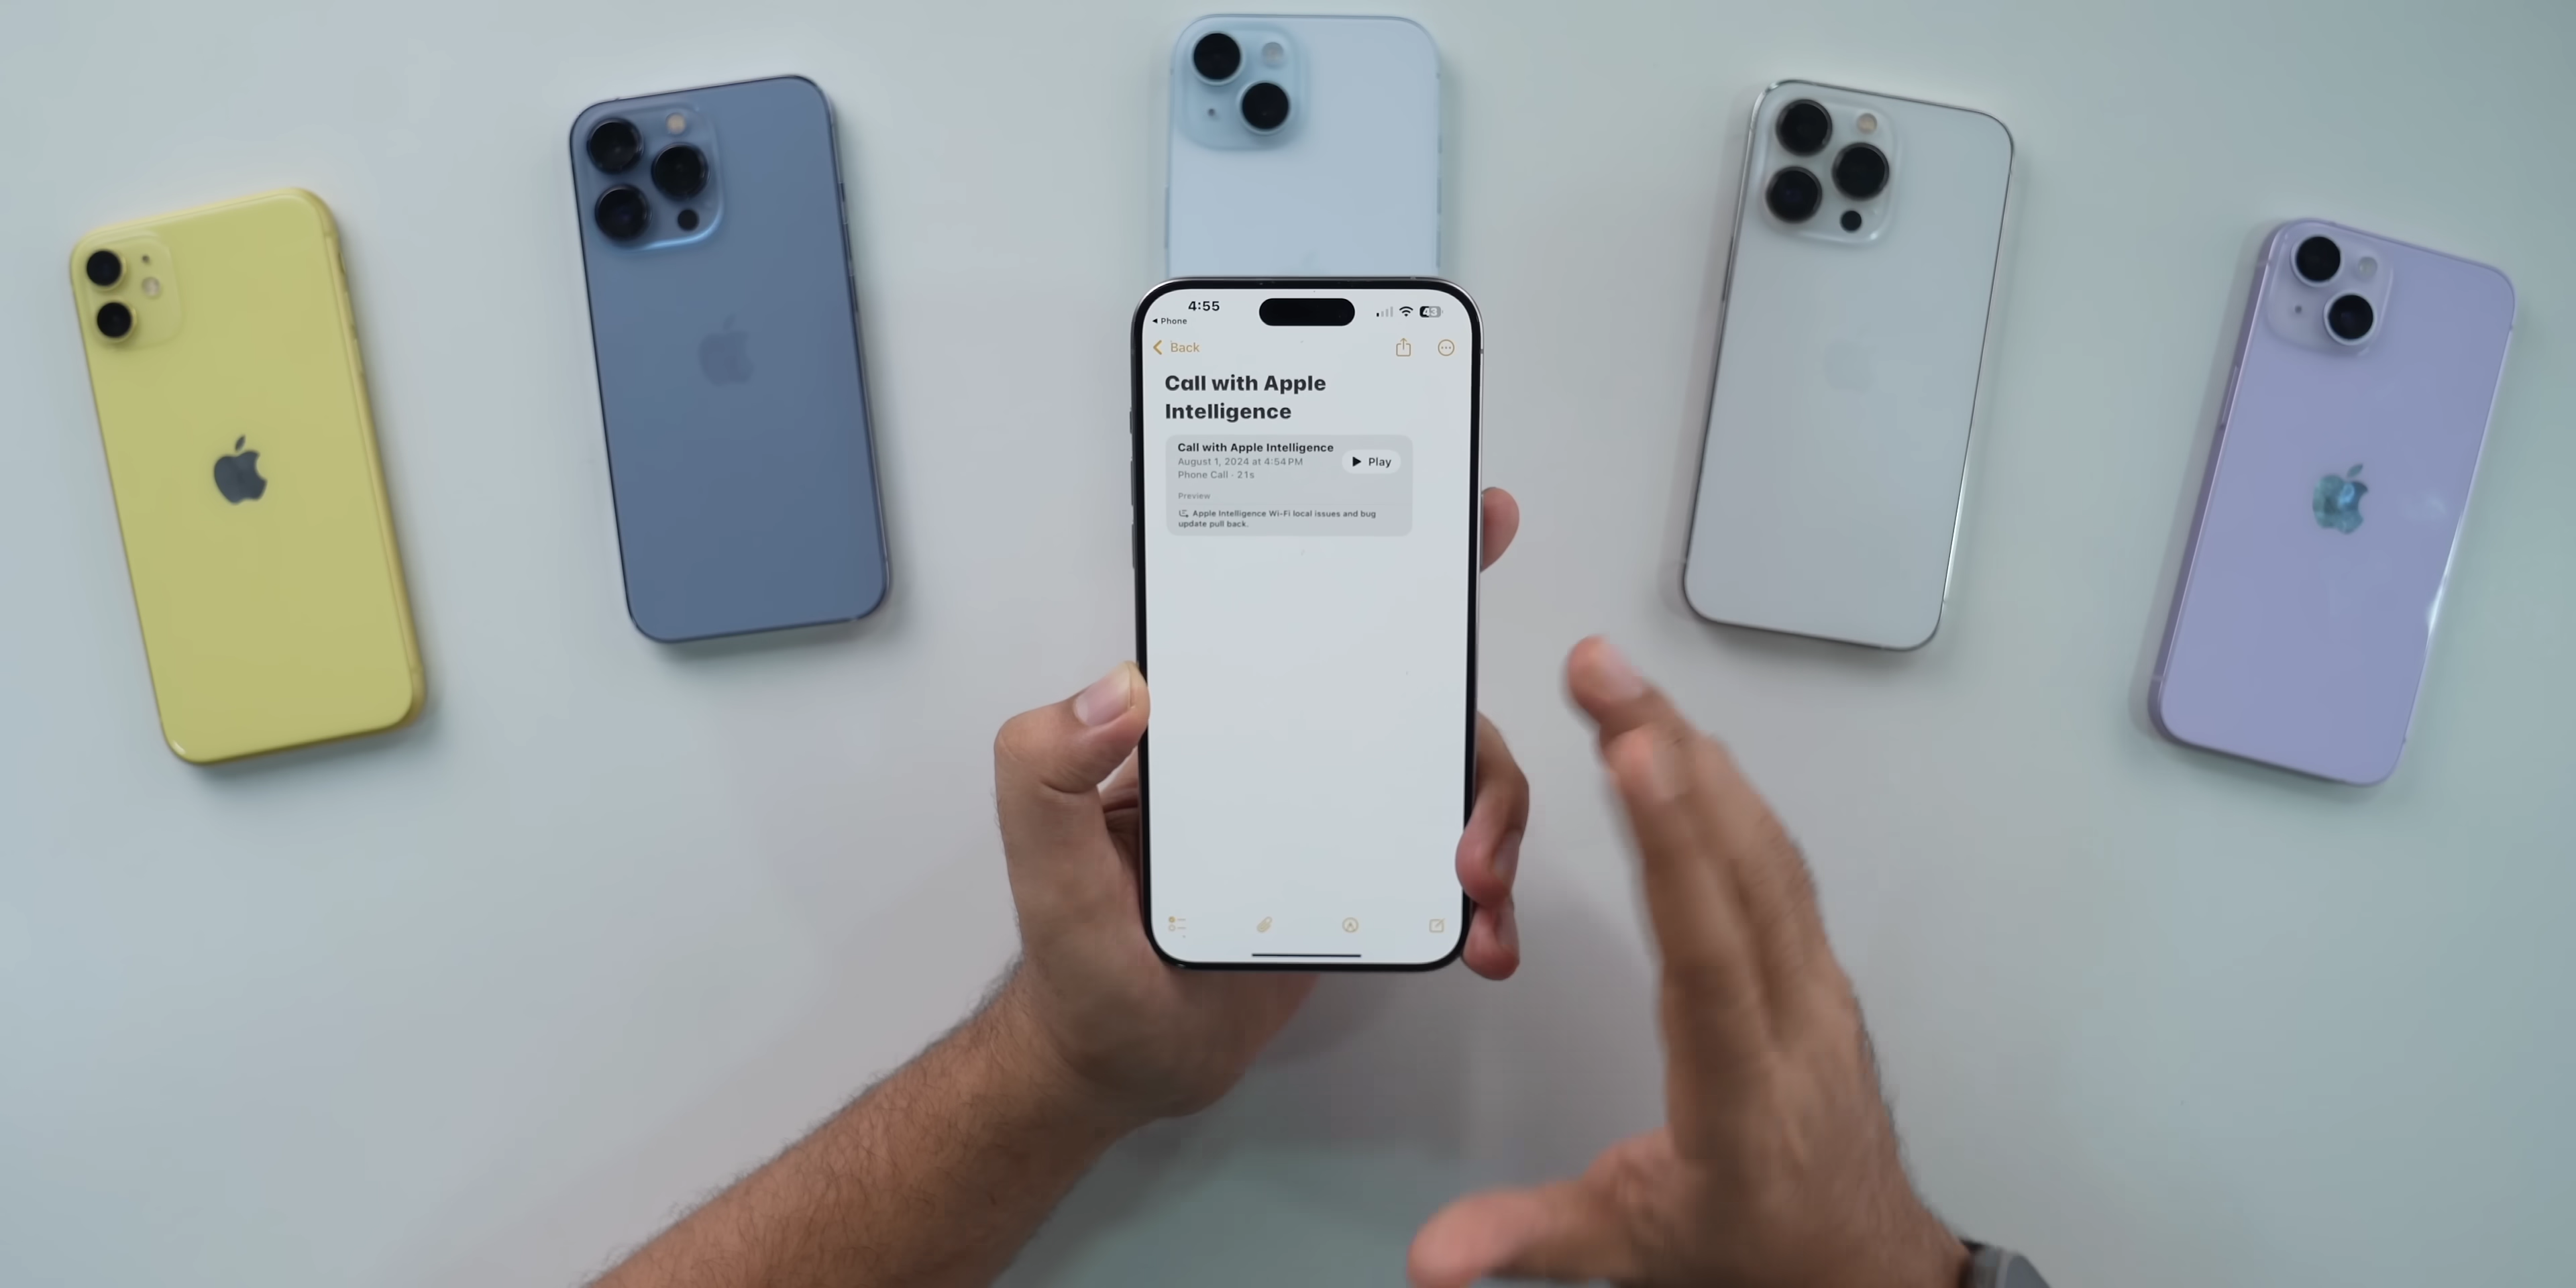 4:55
43
◀ Phone
Back
Call with Apple
Intelligence
Call with Apple Intelligence
August 1, 2024 at 4:54 PM
Play
Phone Call · 21s
Preview
Apple Intelligence Wi-Fi local issues and bug
update pull back.